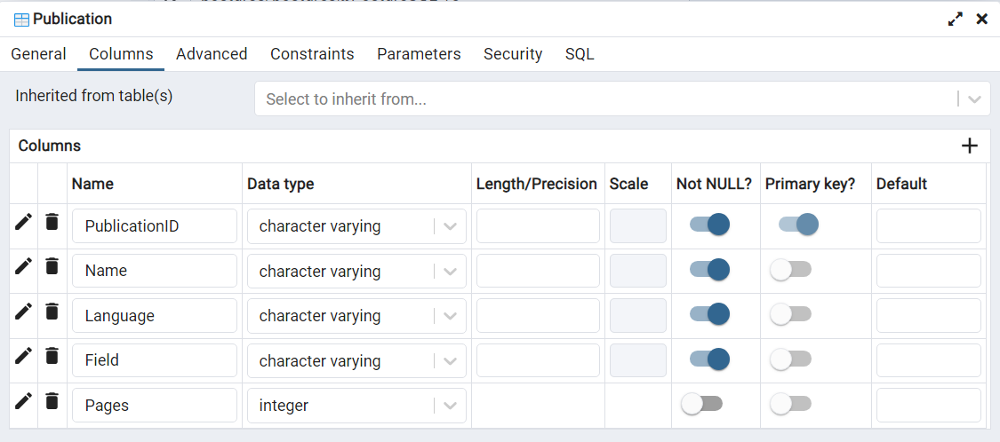 Publication
General Columns Advanced Constraints Parameters Security SQL
Inherited from table(s) Select to inherit from...
Columns
Name Data type Length/Precision Scale Not NULL? Primary key? Default
PublicationID character varying
Name character varying
Language character varying
Field character varying
Pages integer